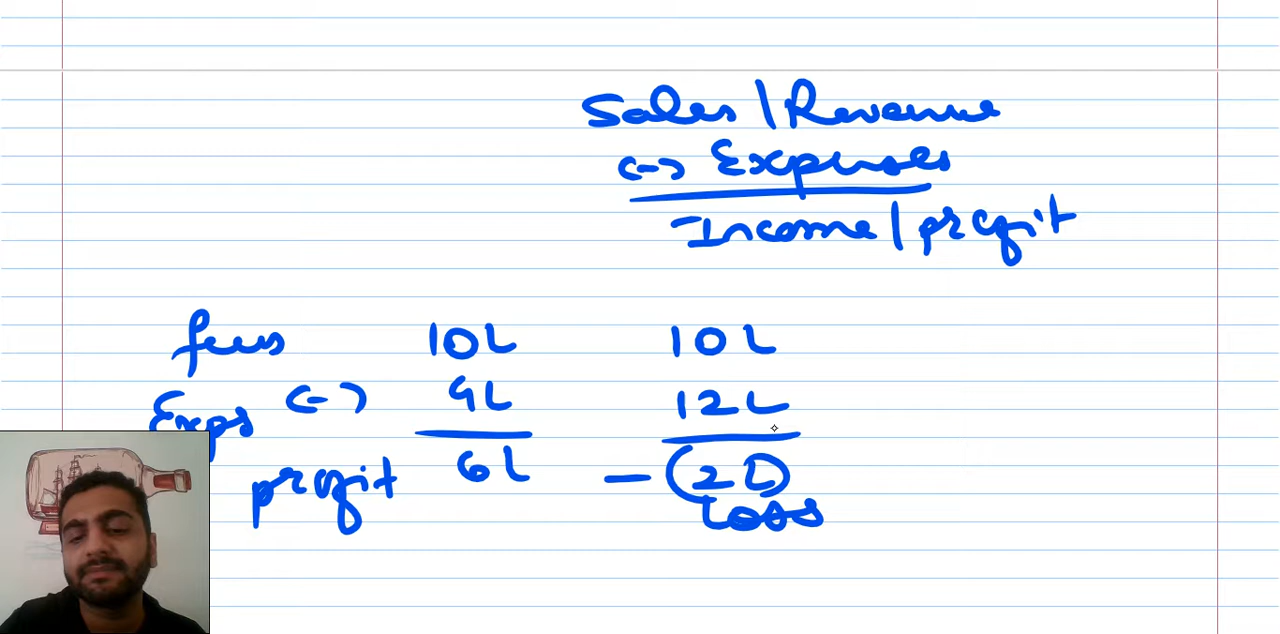 Sales / Revenue
(-) Expenses
Income / profit
fees 10L 10L
Exps (-) 4L 12L
profit 6L - (2L)
Loss